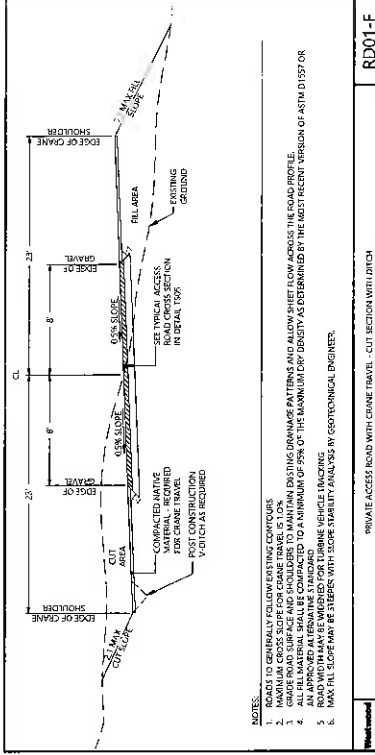 CL
23'
23'
8'
8'
EDGE OF CRANE
SHOULDER
EDGE OF
GRAVEL
EDGE OF
GRAVEL
EDGE OF CRANE
SHOULDER
2:1 MAX
CUT SLOPE
CUT
AREA
0.5% SLOPE
0.5% SLOPE
MAX FILL
SLOPE
FILL AREA
COMPACTED NATIVE
MATERIAL - REQUIRED
FOR CRANE TRAVEL
POST CONSTRUCTION
V-DITCH AS REQUIRED
SEE TYPICAL ACCESS
ROAD CROSS SECTION
IN DETAIL TS05
EXISTING
GROUND
NOTES:
1. ROADS TO GENERALLY FOLLOW EXISTING CONTOURS
2. MAXIMUM CROSS SLOPE FOR CRANE TRAVEL IS 1.0%
3. GRADE ROAD SURFACE AND SHOULDERS TO MAINTAIN EXISTING DRAINAGE PATTERNS AND ALLOW SHEET FLOW ACROSS THE ROAD PROFILE.
4. ALL FILL MATERIAL SHALL BE COMPACTED TO A MINIMUM OF 95% OF THE MAXIMUM DRY DENSITY AS DETERMINED BY THE MOST RECENT VERSION OF ASTM D1557 OR
AN APPROVED ALTERNATIVE STANDARD
5. ROAD WIDTH MAY BE WIDENED FOR TURBINE VEHICLE TRACKING
6. MAX FILL SLOPE MAY BE STEEPER WITH SLOPE STABILITY ANALYSIS BY GEOTECHNICAL ENGINEER.
Westwood
PRIVATE ACCESS ROAD WITH CRANE TRAVEL - CUT SECTION WITH DITCH
RD01-F